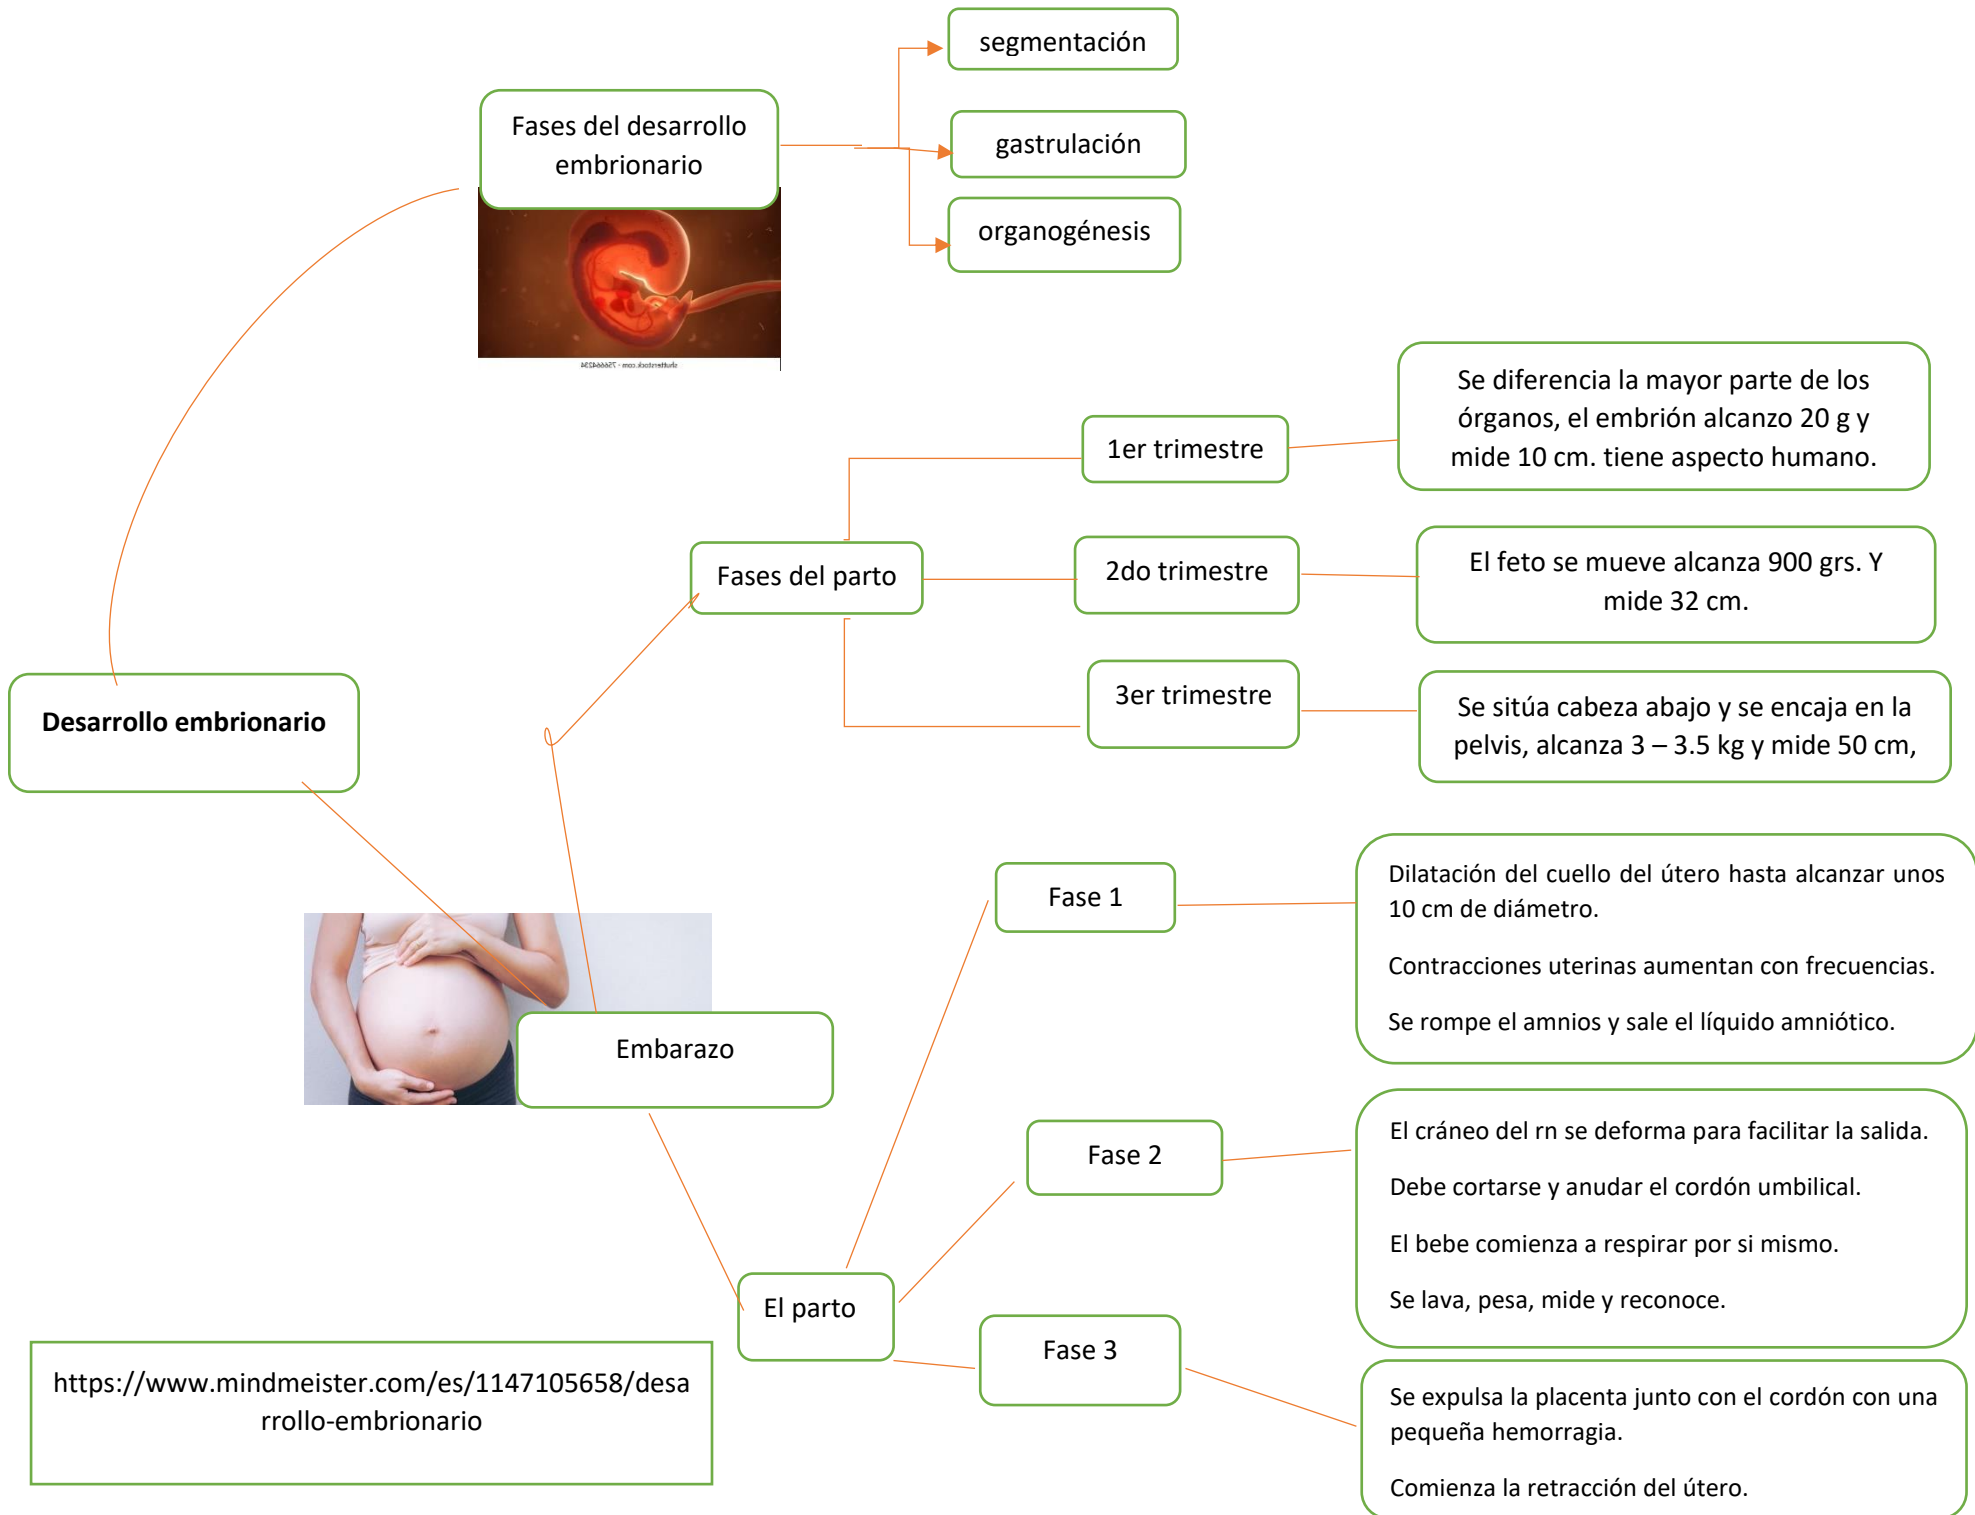 segmentación
Fases del desarrollo
embrionario
gastrulación
organogénesis
shutterstock.com · 75664234
Se diferencia la mayor parte de los
órganos, el embrión alcanzo 20 g y
mide 10 cm. tiene aspecto humano.
1er trimestre
Fases del parto
2do trimestre
El feto se mueve alcanza 900 grs. Y
mide 32 cm.
3er trimestre
Se sitúa cabeza abajo y se encaja en la
pelvis, alcanza 3 – 3.5 kg y mide 50 cm,
Desarrollo embrionario
Fase 1
Dilatación del cuello del útero hasta alcanzar unos
10 cm de diámetro.
Contracciones uterinas aumentan con frecuencias.
Se rompe el amnios y sale el líquido amniótico.
Embarazo
Fase 2
El cráneo del rn se deforma para facilitar la salida.
Debe cortarse y anudar el cordón umbilical.
El bebe comienza a respirar por si mismo.
Se lava, pesa, mide y reconoce.
El parto
Fase 3
Se expulsa la placenta junto con el cordón con una
pequeña hemorragia.
Comienza la retracción del útero.
https://www.mindmeister.com/es/1147105658/desa
rrollo-embrionario